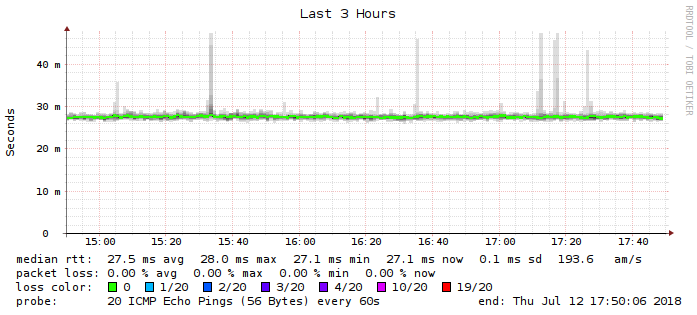 Last 3 Hours
RRDTOOL / TOBI OETIKER
Seconds
40 m
30 m
20 m
10 m
0
15:00 15:20 15:40 16:00 16:20 16:40 17:00 17:20 17:40
median rtt: 27.5 ms avg 28.0 ms max 27.1 ms min 27.1 ms now 0.1 ms sd 193.6 am/s
packet loss: 0.00 % avg 0.00 % max 0.00 % min 0.00 % now
loss color: 0 1/20 2/20 3/20 4/20 10/20 19/20
probe: 20 ICMP Echo Pings (56 Bytes) every 60s end: Thu Jul 12 17:50:06 2018